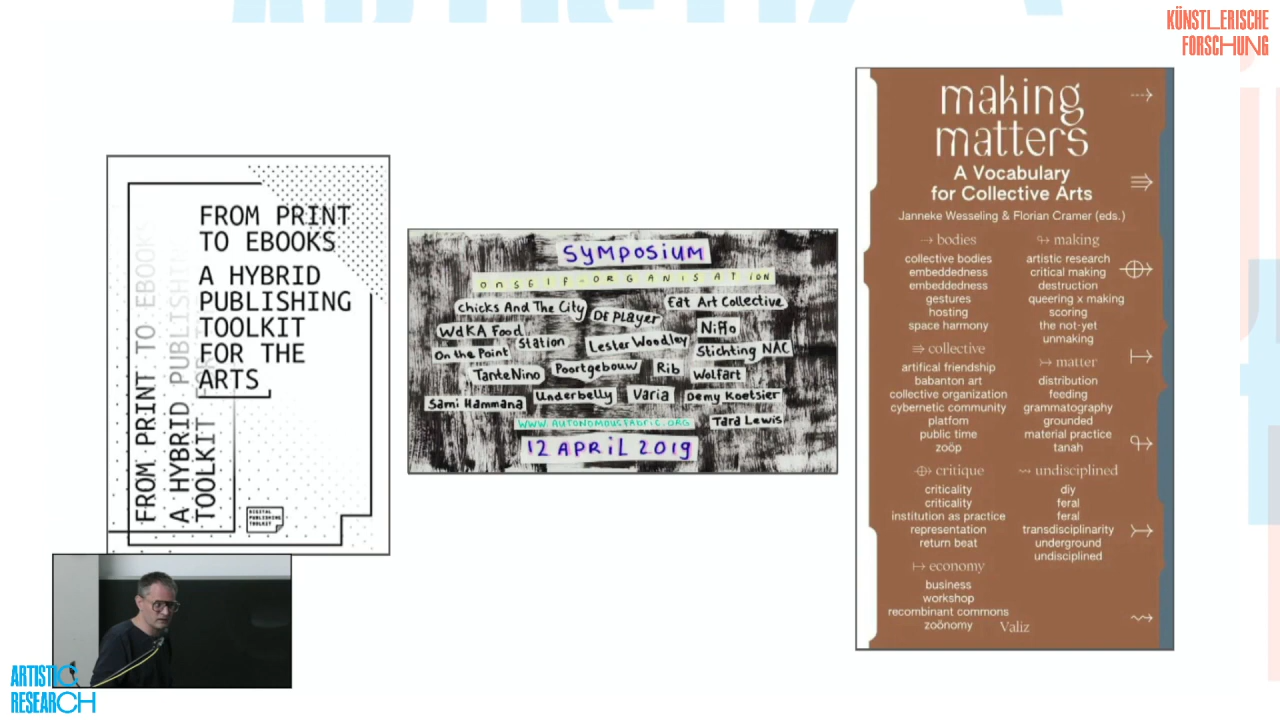 KÜNSTLERISCHE
FORSCHUNG
FROM PRINT
TO EBOOKS
A HYBRID
PUBLISHING
TOOLKIT
FOR THE
ARTS
FROM PRINT TO EBOOKS
A HYBRID PUBLISHING
TOOLKIT
DIGITAL
PUBLISHING
TOOLKIT
SYMPOSIUM
on SELF-ORGANISATION
Chicks And The City
DE PLayer
Eat Art Collective
WdKA Food
Station
Lester Woodley
Niffo
On the Point
Stichting NAC
TanteNino
Poortgebouw
Rib
Wolfart
Sami Hammana
Underbelly
Varia
Demy Koetsier
WWW.AUTONOMOUSFABRIC.ORG
Tara Lewis
12 APRiL 2019
making
matters
A Vocabulary
for Collective Arts
Janneke Wesseling & Florian Cramer (eds.)
→ bodies
collective bodies
embeddedness
embeddedness
gestures
hosting
space harmony
⇛ collective
artifical friendship
babanton art
collective organization
cybernetic community
platfom
public time
zoöp
critique
criticality
criticality
institution as practice
representation
return beat
↦ economy
business
workshop
recombinant commons
zoönomy
making
artistic research
critical making
destruction
queering x making
scoring
the not-yet
unmaking
matter
distribution
feeding
grammatography
grounded
material practice
tanah
undisciplined
diy
feral
feral
transdisciplinarity
underground
undisciplined
Valiz
ARTISTIC
RESEARCH